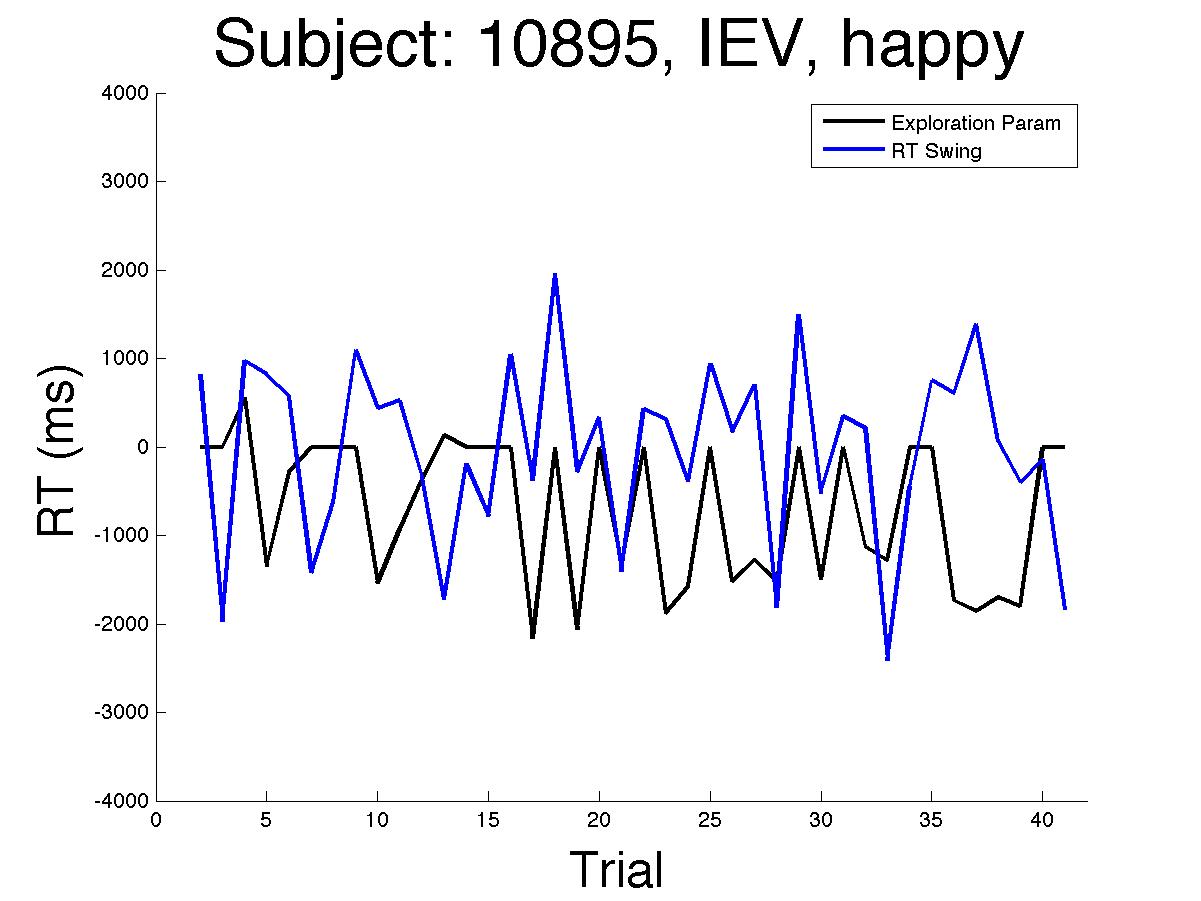 Subject: 10895, IEV, happy
4000
3000
2000
1000
0
-1000
-2000
-3000
-4000
RT (ms)
Exploration Param
RT Swing
0 5 10 15 20 25 30 35 40
Trial